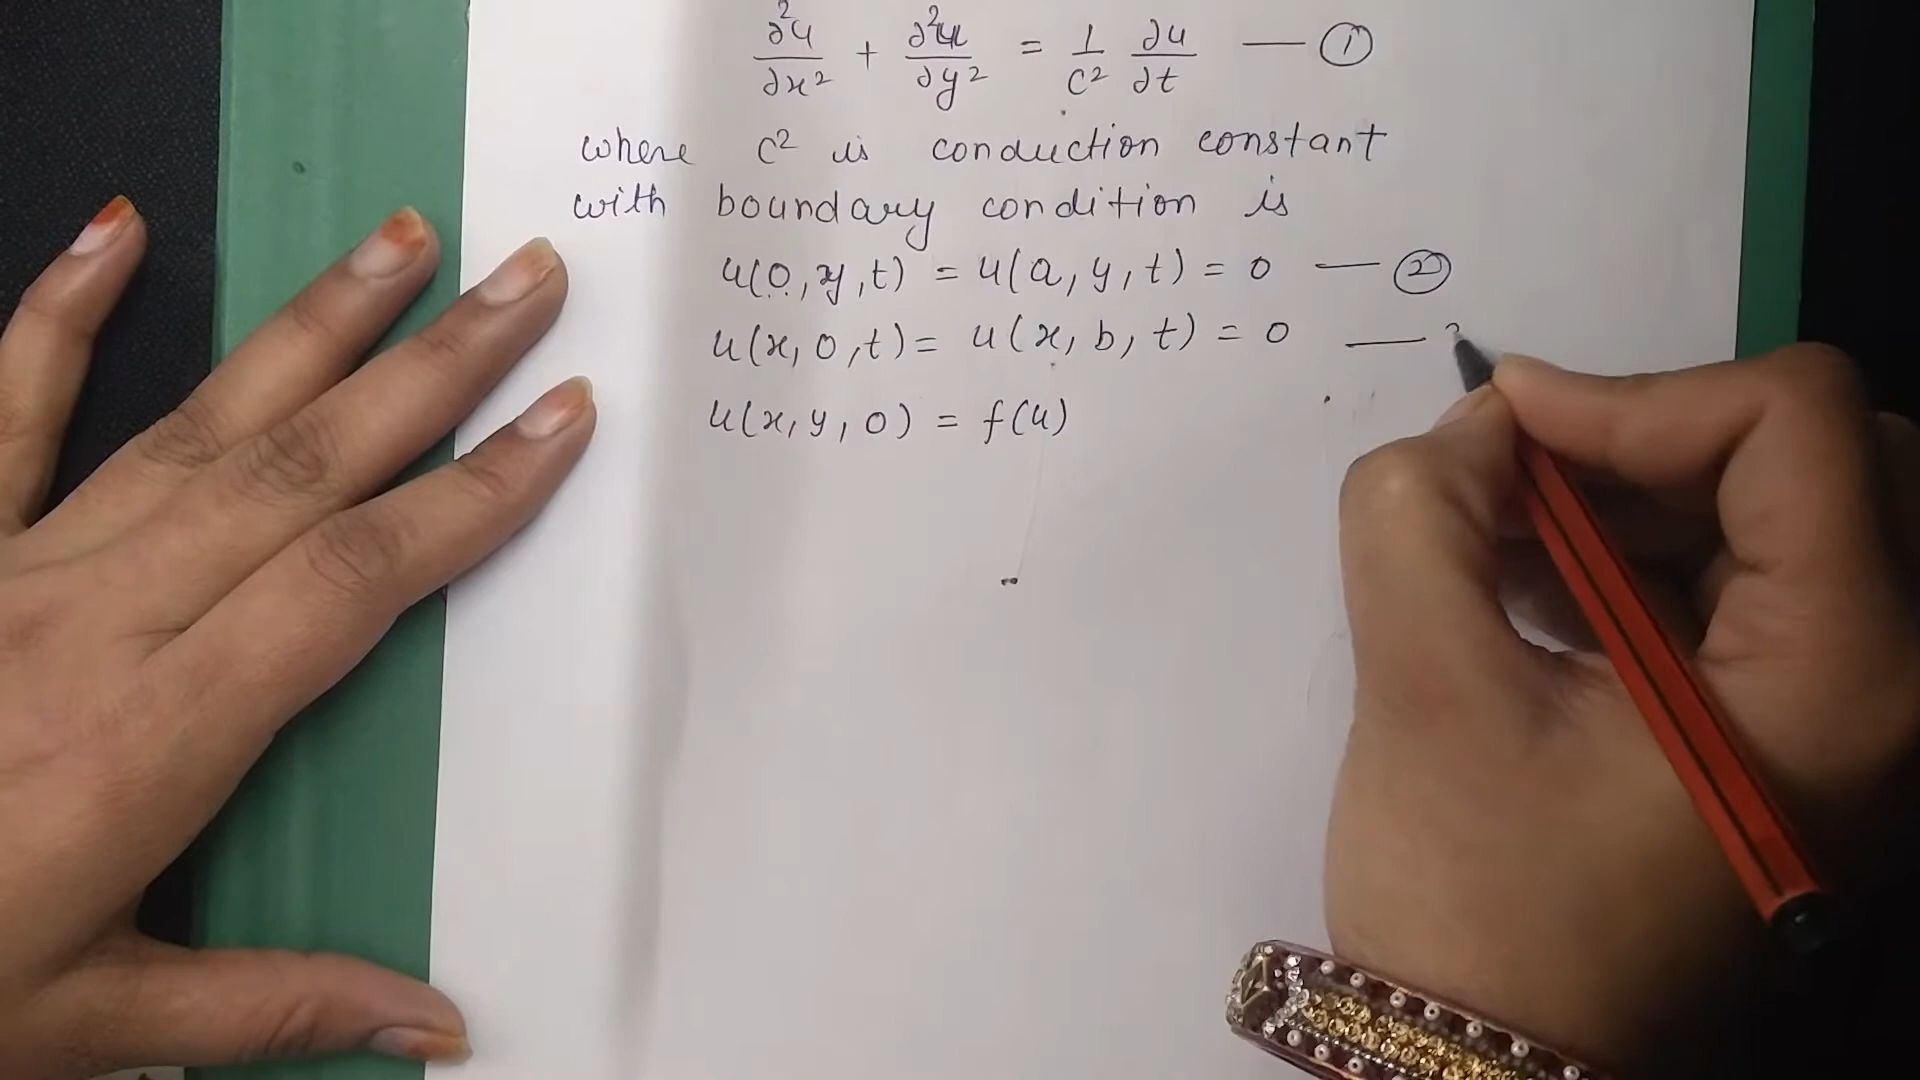 ∂²u/∂x² + ∂²u/∂y² = 1/c² ∂u/∂t — ①
where c² is conduction constant
with boundary condition is
u(0,y,t) = u(a,y,t) = 0 — ②
u(x,0,t) = u(x,b,t) = 0 —
u(x,y,0) = f(u)